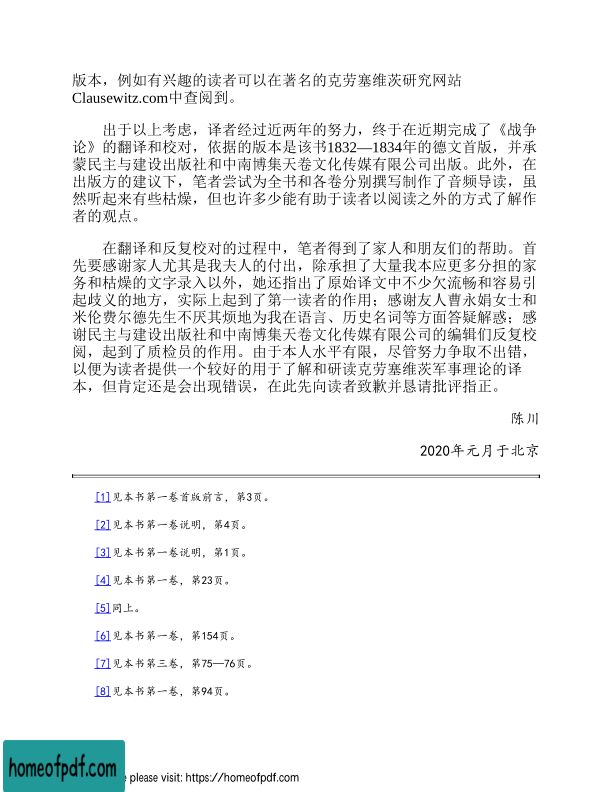 版本，例如有兴趣的读者可以在著名的克劳塞维茨研究网站
Clausewitz.com中查阅到。
出于以上考虑，译者经过近两年的努力，终于在近期完成了《战争
论》的翻译和校对，依据的版本是该书1832—1834年的德文首版，并承
蒙民主与建设出版社和中南博集天卷文化传媒有限公司出版。此外，在
出版方的建议下，笔者尝试为全书和各卷分别撰写制作了音频导读，虽
然听起来有些枯燥，但也许多少能有助于读者以阅读之外的方式了解作
者的观点。
在翻译和反复校对的过程中，笔者得到了家人和朋友们的帮助。首
先要感谢家人尤其是我夫人的付出，除承担了大量我本应更多分担的家
务和枯燥的文字录入以外，她还指出了原始译文中不少欠流畅和容易引
起歧义的地方，实际上起到了第一读者的作用；感谢友人曹永娟女士和
米伦费尔德先生不厌其烦地为我在语言、历史名词等方面答疑解惑；感
谢民主与建设出版社和中南博集天卷文化传媒有限公司的编辑们反复校
阅，起到了质检员的作用。由于本人水平有限，尽管努力争取不出错，
以便为读者提供一个较好的用于了解和研读克劳塞维茨军事理论的译
本，但肯定还是会出现错误，在此先向读者致歉并恳请批评指正。
陈川
2020年元月于北京
[1]见本书第一卷首版前言，第3页。
[2]见本书第一卷说明，第4页。
[3]见本书第一卷说明，第1页。
[4]见本书第一卷，第23页。
[5]同上。
[6]见本书第一卷，第154页。
[7]见本书第三卷，第75—76页。
[8]见本书第一卷，第94页。
homeofpdf.com
please visit: https://homeofpdf.com